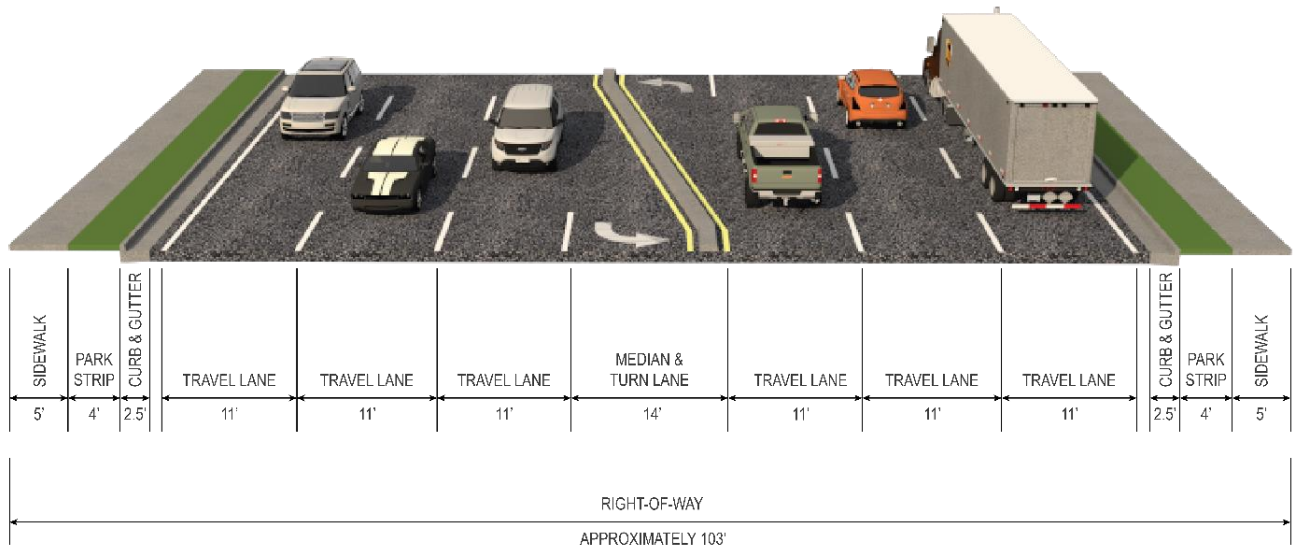 SIDEWALK
5'
PARK
STRIP
4'
CURB & GUTTER
2.5'
TRAVEL LANE
11'
TRAVEL LANE
11'
TRAVEL LANE
11'
MEDIAN &
TURN LANE
14'
TRAVEL LANE
11'
TRAVEL LANE
11'
TRAVEL LANE
11'
CURB & GUTTER
2.5'
PARK
STRIP
4'
SIDEWALK
5'
RIGHT-OF-WAY
APPROXIMATELY 103'